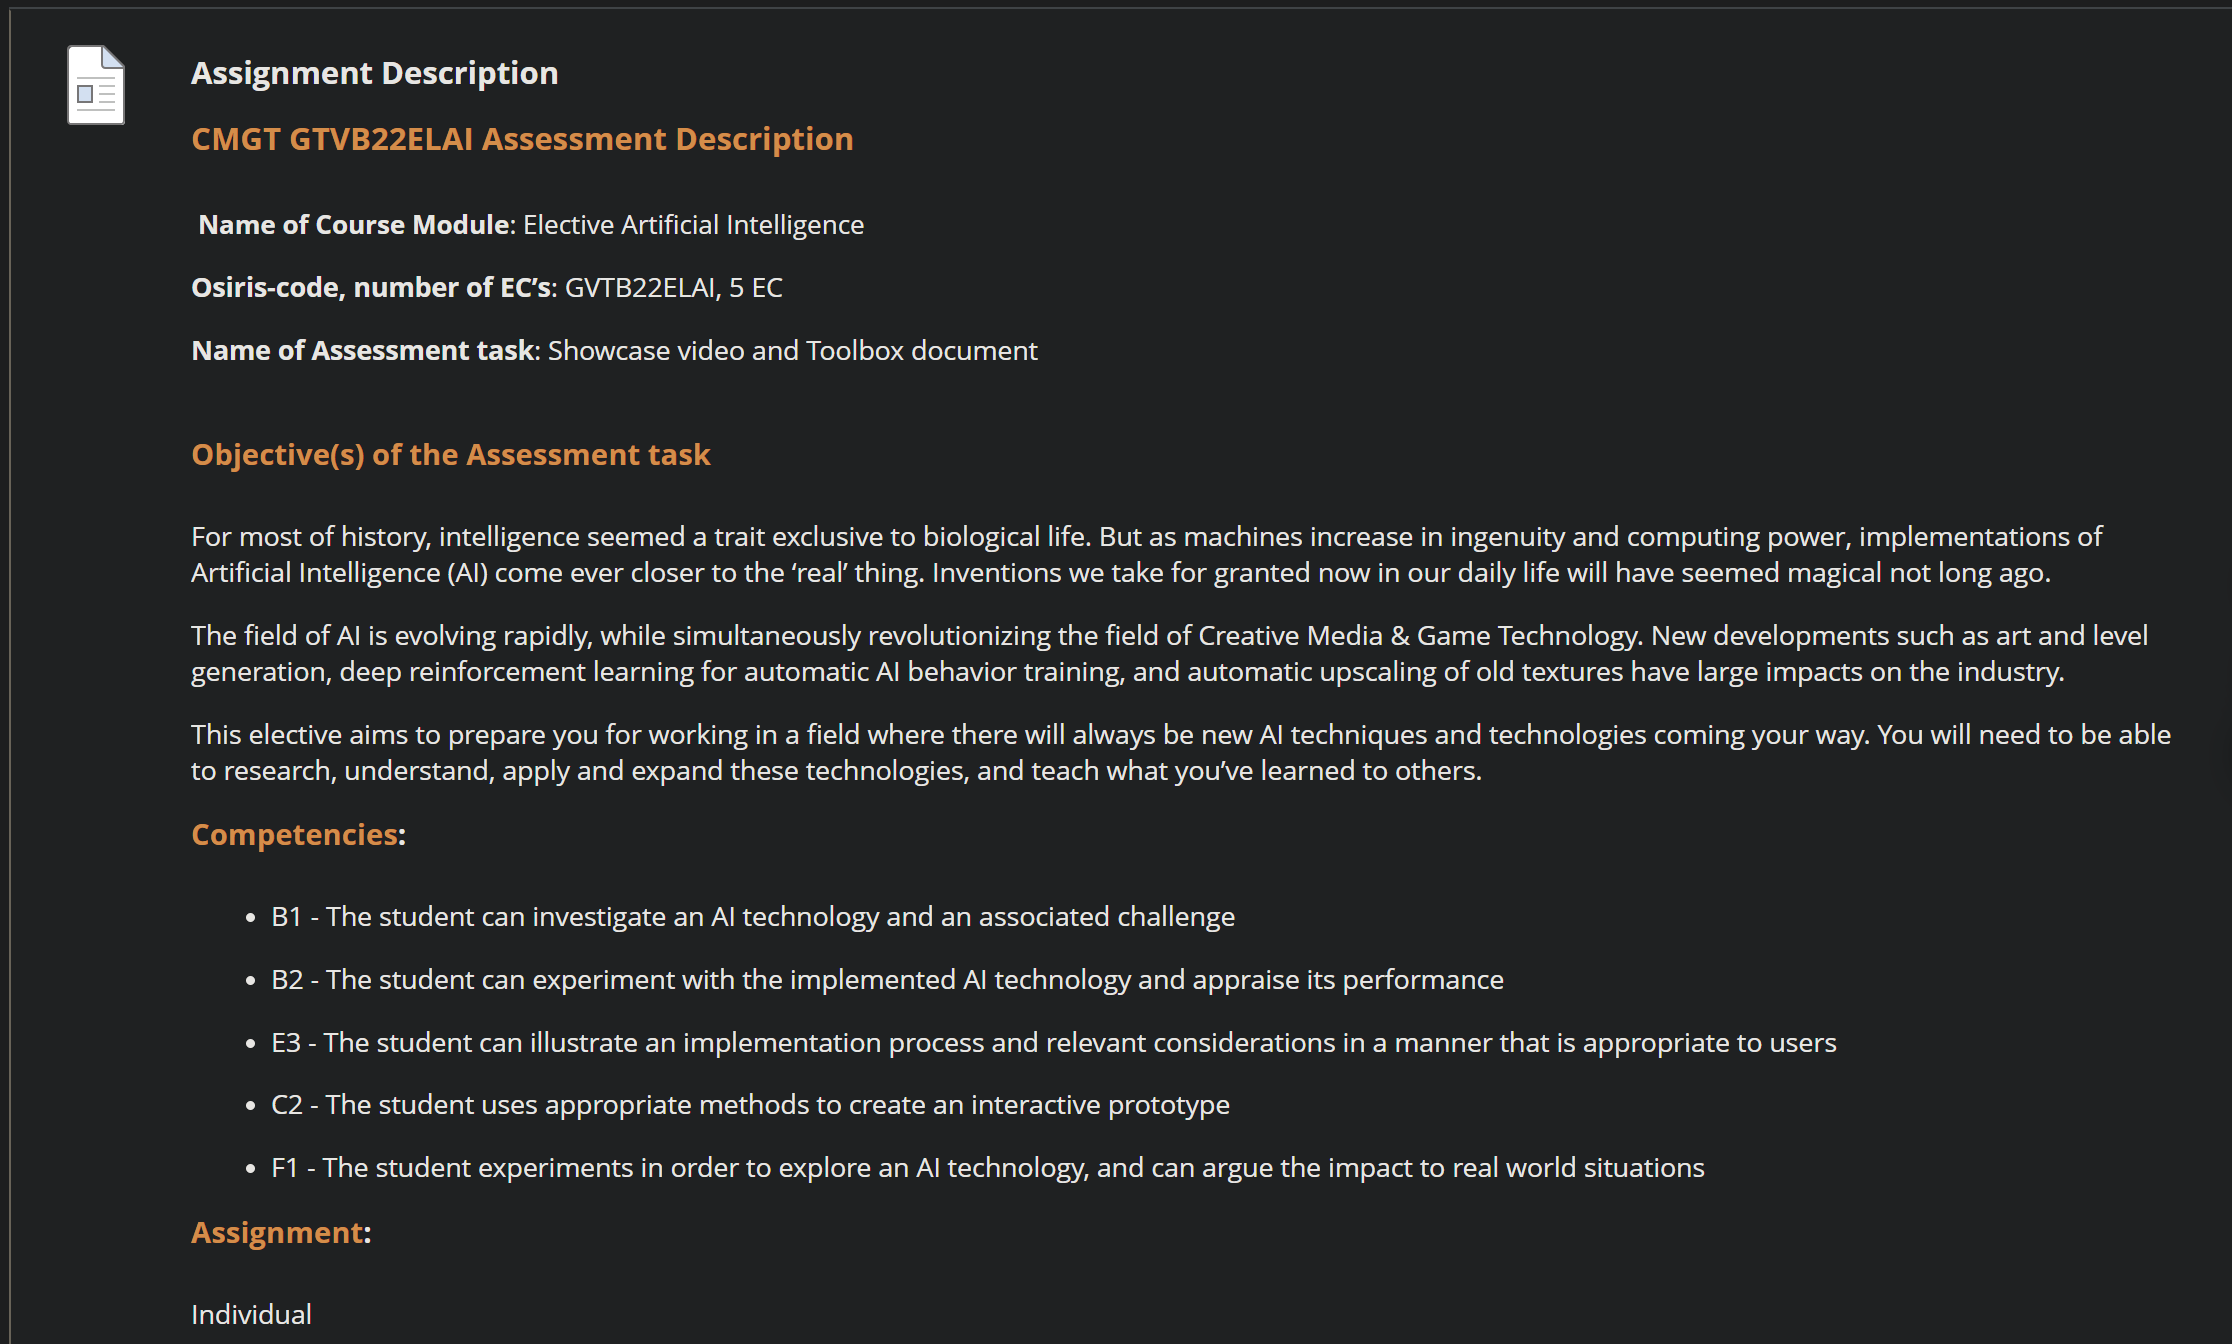 Assignment Description
CMGT GTVB22ELAI Assessment Description
Name of Course Module: Elective Artificial Intelligence
Osiris-code, number of EC’s: GVTB22ELAI, 5 EC
Name of Assessment task: Showcase video and Toolbox document
Objective(s) of the Assessment task
For most of history, intelligence seemed a trait exclusive to biological life. But as machines increase in ingenuity and computing power, implementations of
Artificial Intelligence (AI) come ever closer to the ‘real’ thing. Inventions we take for granted now in our daily life will have seemed magical not long ago.
The field of AI is evolving rapidly, while simultaneously revolutionizing the field of Creative Media & Game Technology. New developments such as art and level
generation, deep reinforcement learning for automatic AI behavior training, and automatic upscaling of old textures have large impacts on the industry.
This elective aims to prepare you for working in a field where there will always be new AI techniques and technologies coming your way. You will need to be able
to research, understand, apply and expand these technologies, and teach what you’ve learned to others.
Competencies:
• B1 - The student can investigate an AI technology and an associated challenge
• B2 - The student can experiment with the implemented AI technology and appraise its performance
• E3 - The student can illustrate an implementation process and relevant considerations in a manner that is appropriate to users
• C2 - The student uses appropriate methods to create an interactive prototype
• F1 - The student experiments in order to explore an AI technology, and can argue the impact to real world situations
Assignment:
Individual